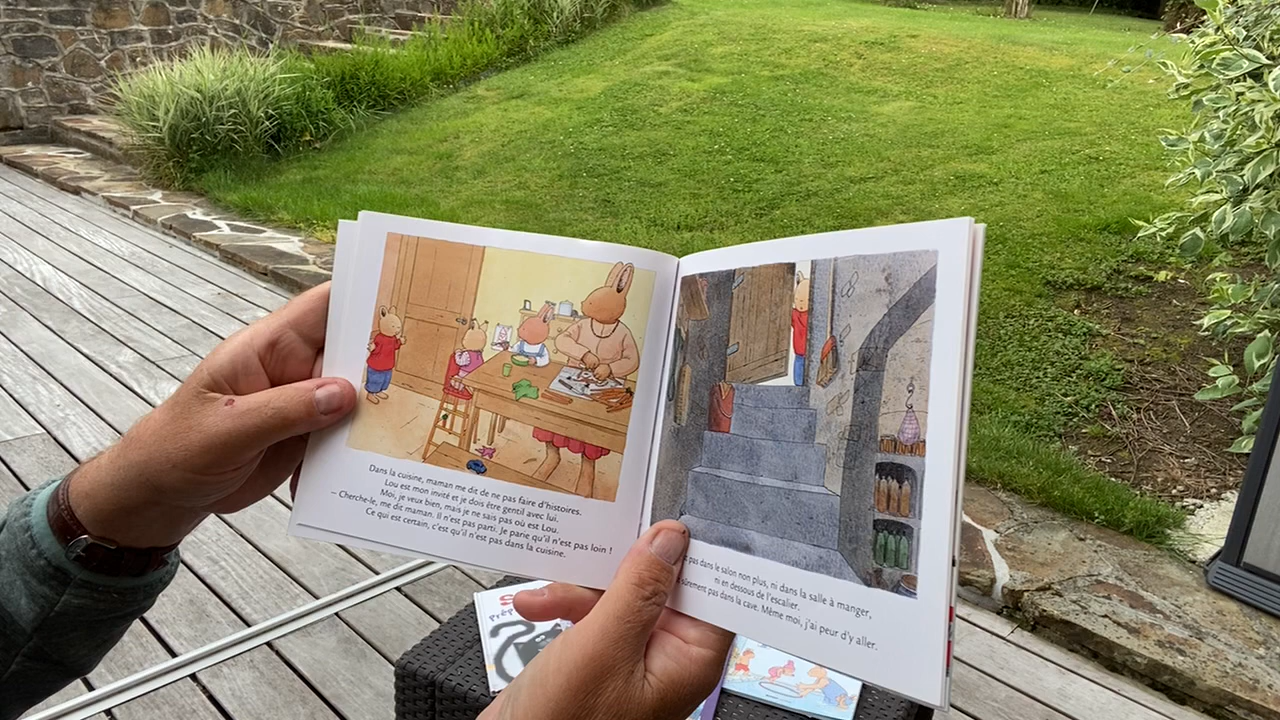 Dans la cuisine, maman me dit de ne pas faire d'histoires.
Lou est mon invité et je dois être gentil avec lui.
Moi, je veux bien, mais je ne sais pas où est Lou.
– Cherche-le, me dit maman. Il n'est pas parti. Je parie qu'il n'est pas loin !
Ce qui est certain, c'est qu'il n'est pas dans la cuisine.
pas dans le salon non plus, ni dans la salle à manger,
ni en dessous de l'escalier.
sûrement pas dans la cave. Même moi, j'ai peur d'y aller.